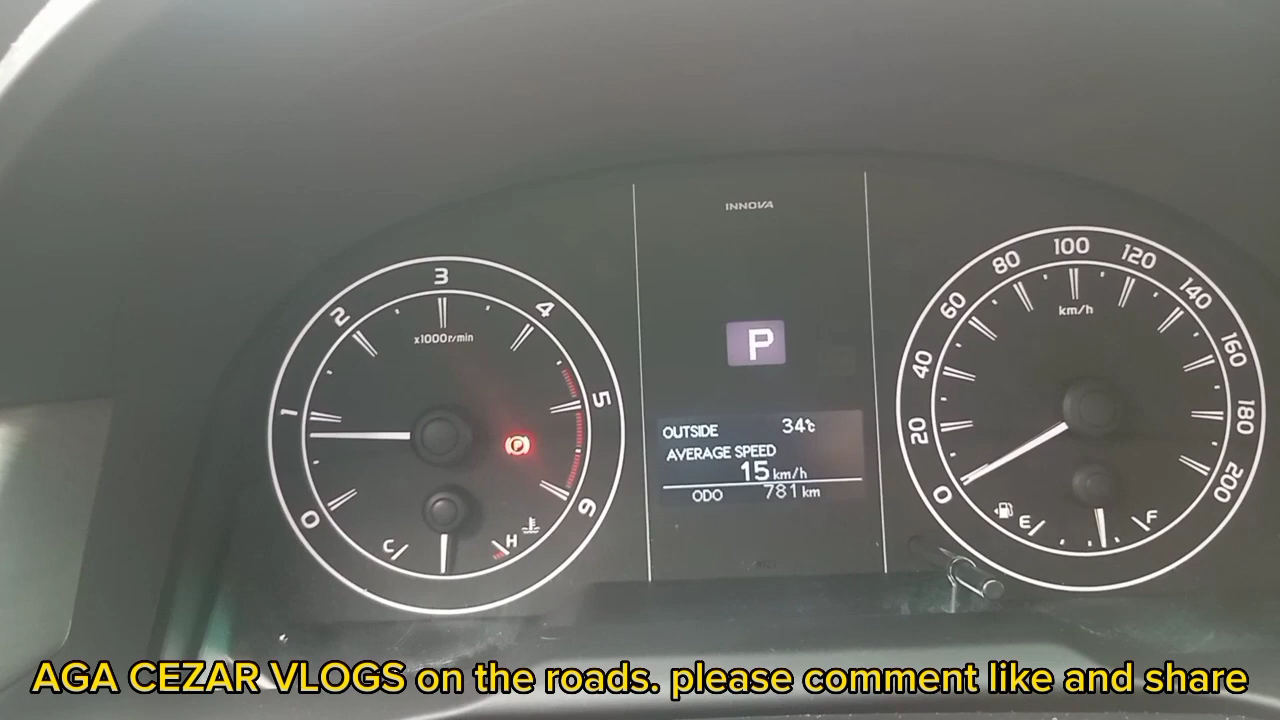 INNOVA
0
1
2
3
4
5
6
x1000r/min
P
C
H
P
OUTSIDE 34℃
AVERAGE SPEED
15 km/h
ODO 781 km
0
20
40
60
80
100
120
140
160
180
200
km/h
E
F
AGA CEZAR VLOGS on the roads. please comment like and share